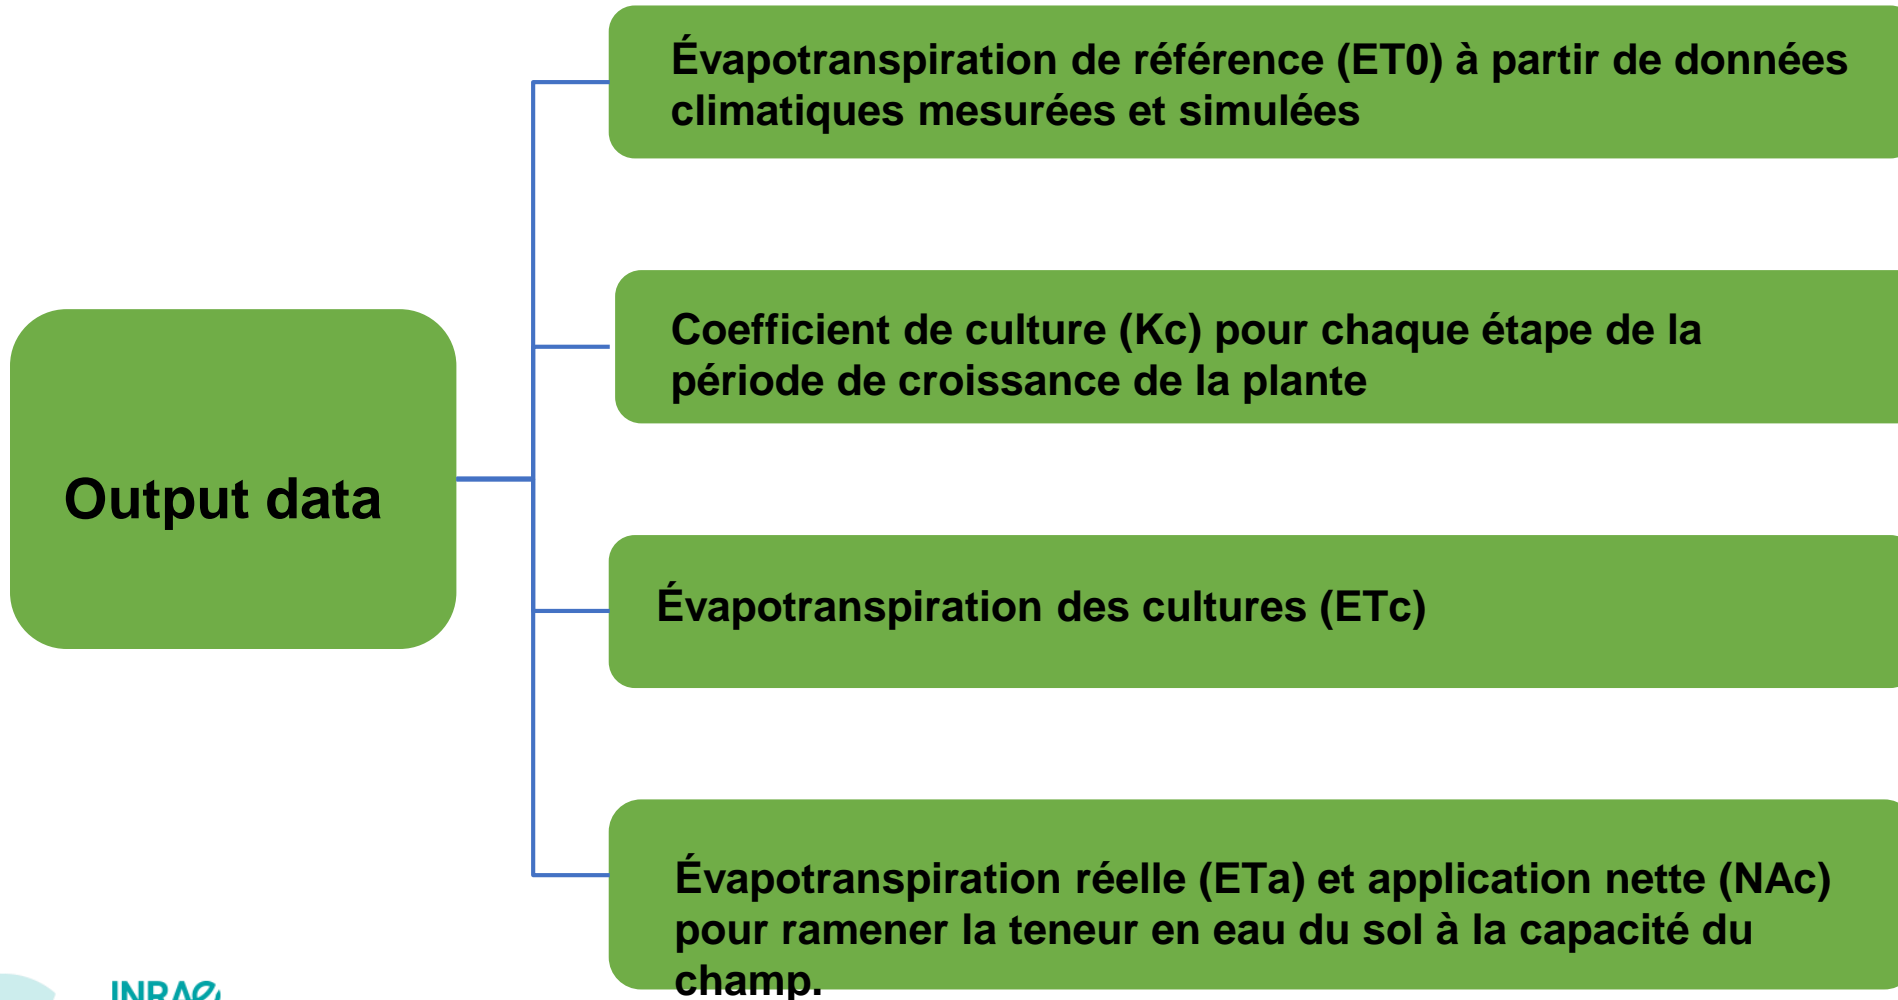 Évapotranspiration de référence (ET0) à partir de données
climatiques mesurées et simulées
Coefficient de culture (Kc) pour chaque étape de la
période de croissance de la plante
Output data
Évapotranspiration des cultures (ETc)
Évapotranspiration réelle (ETa) et application nette (NAc)
pour ramener la teneur en eau du sol à la capacité du
champ.
INRAE